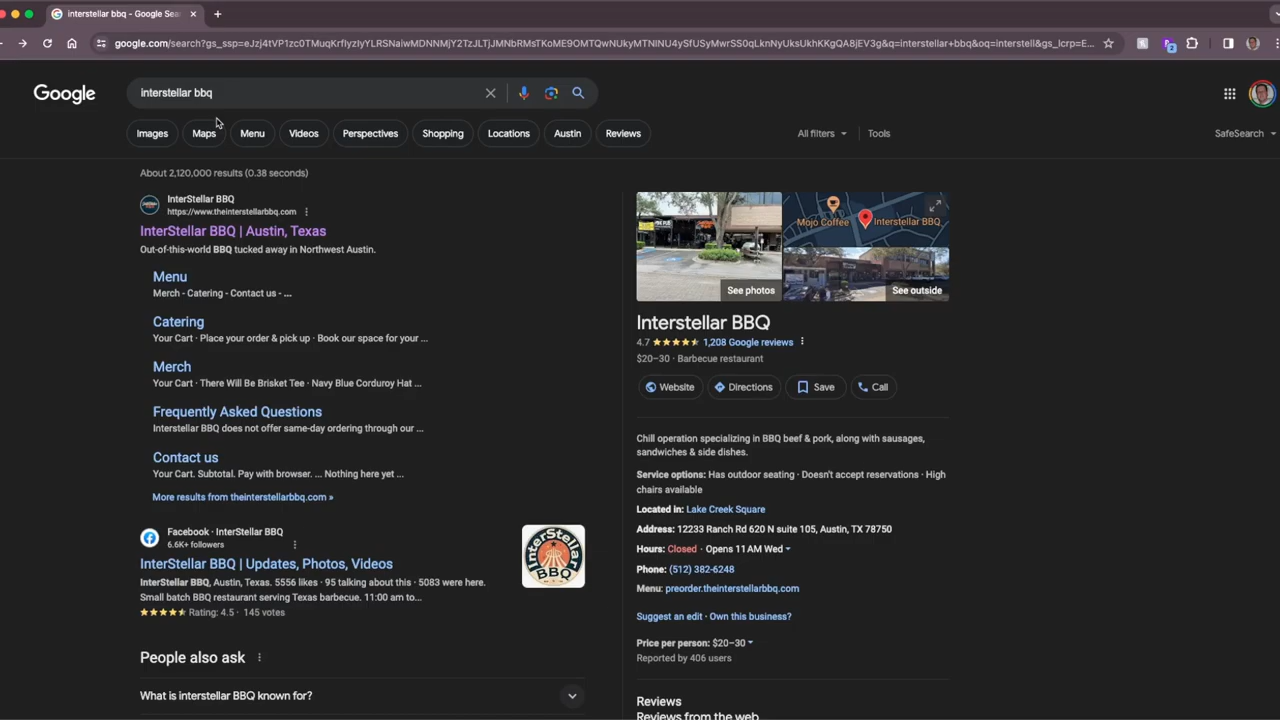 interstellar bbq - Google Sea
google.com/search?gs_ssp=eJzj4tVP1zc0TMuqKrflyzIyYLRSNaiwMDNNMjY2TzJLTjJMNbRMsTKoME9OMTQwNUkyMTNINU4ySfUSyMwrSS0qLknNyUksUkhKKgQA8jEV3g&q=interstellar+bbq&oq=interstell&gs_lcrp=E...
Google
interstellar bbq
Images
Maps
Menu
Videos
Perspectives
Shopping
Locations
Austin
Reviews
All filters
Tools
SafeSearch
About 2,120,000 results (0.38 seconds)
InterStellar BBQ
https://www.theinterstellarbbq.com
InterStellar BBQ | Austin, Texas
Out-of-this-world BBQ tucked away in Northwest Austin.
Menu
Merch - Catering - Contact us - ...
Catering
Your Cart · Place your order & pick up · Book our space for your ...
Merch
Your Cart · There Will Be Brisket Tee · Navy Blue Corduroy Hat ...
Frequently Asked Questions
Interstellar BBQ does not offer same-day ordering through our ...
Contact us
Your Cart. Subtotal. Pay with browser. ... Nothing here yet ...
More results from theinterstellarbbq.com »
Facebook · InterStellar BBQ
6.6K+ followers
InterStellar BBQ | Updates, Photos, Videos
InterStellar BBQ, Austin, Texas. 5556 likes · 95 talking about this · 5083 were here.
Small batch BBQ restaurant serving Texas barbecue. 11:00 am to...
Rating: 4.5 · 145 votes
INTERSTELLAR
BBQ
People also ask
What is interstellar BBQ known for?
Mojo Coffee
Interstellar BBQ
See photos
See outside
Interstellar BBQ
4.7
1,208 Google reviews
$20–30 · Barbecue restaurant
Website
Directions
Save
Call
Chill operation specializing in BBQ beef & pork, along with sausages,
sandwiches & side dishes.
Service options: Has outdoor seating · Doesn't accept reservations · High
chairs available
Located in: Lake Creek Square
Address: 12233 Ranch Rd 620 N suite 105, Austin, TX 78750
Hours: Closed · Opens 11 AM Wed
Phone: (512) 382-6248
Menu: preorder.theinterstellarbbq.com
Suggest an edit · Own this business?
Price per person: $20–30
Reported by 406 users
Reviews
Reviews from the web